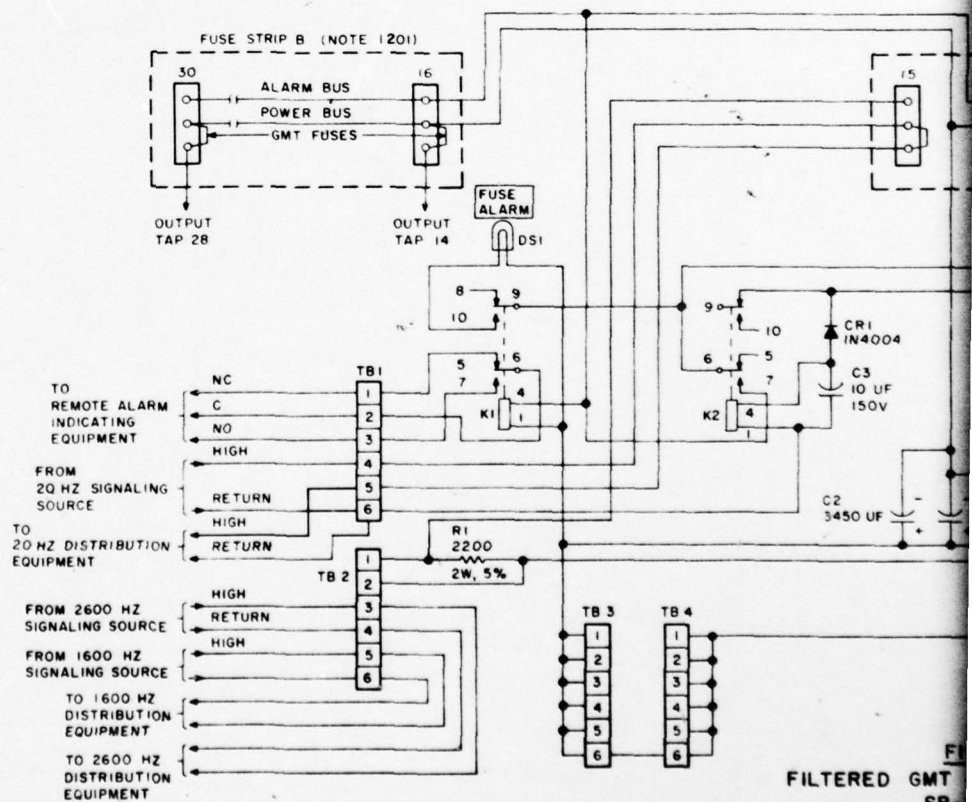 FUSE STRIP B (NOTE 1201)
30
16
15
ALARM BUS
POWER BUS
GMT FUSES
OUTPUT
TAP 28
OUTPUT
TAP 14
FUSE
ALARM
DS1
8
9
10
5
6
7
4
K1
1
9
10
6
5
7
K2
4
1
CR1
1N4004
C3
10 UF
150V
TB1
1
2
3
4
5
6
NC
C
NO
HIGH
RETURN
HIGH
RETURN
TO
REMOTE ALARM
INDICATING
EQUIPMENT
FROM
20 HZ SIGNALING
SOURCE
TO
20 HZ DISTRIBUTION
EQUIPMENT
C2
3450 UF
-
+
-
R1
2200
2W, 5%
TB 2
1
2
3
4
5
6
HIGH
RETURN
HIGH
FROM 2600 HZ
SIGNALING SOURCE
FROM 1600 HZ
SIGNALING SOURCE
TO 1600 HZ
DISTRIBUTION
EQUIPMENT
TO 2600 HZ
DISTRIBUTION
EQUIPMENT
TB 3
1
2
3
4
5
6
TB 4
1
2
3
4
5
6
FILTERED GMT